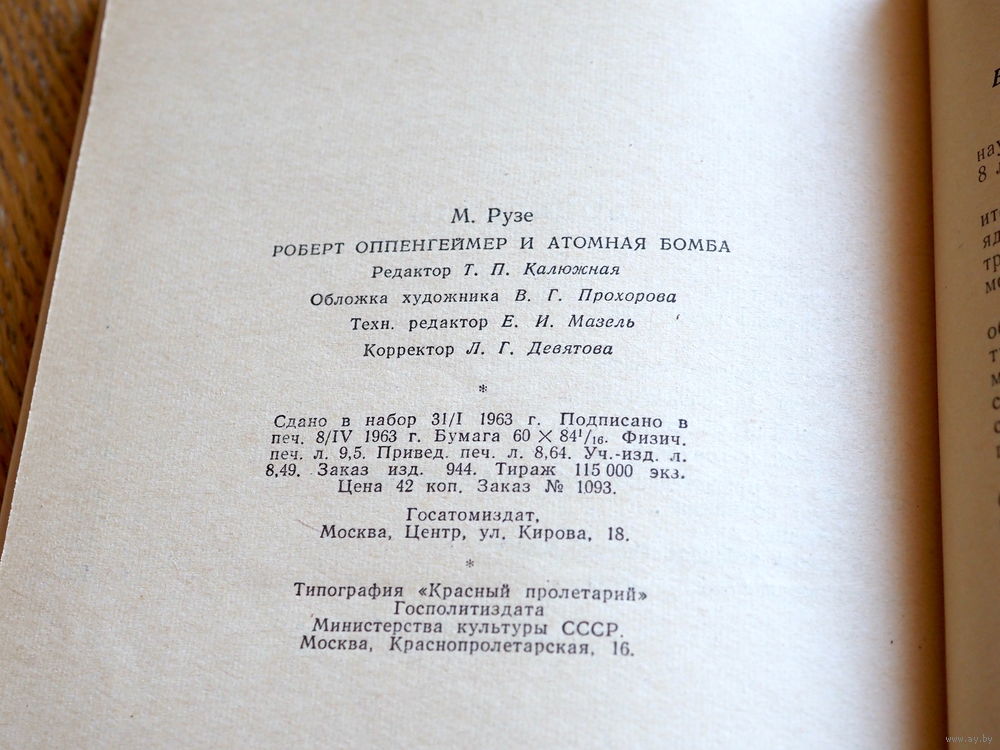 М. Рузе
РОБЕРТ ОППЕНГЕЙМЕР И АТОМНАЯ БОМБА
Редактор Т. П. Калюжная
Обложка художника В. Г. Прохорова
Техн. редактор Е. И. Мазель
Корректор Л. Г. Девятова
*
Сдано в набор 31/I 1963 г. Подписано в
печ. 8/IV 1963 г. Бумага 60 × 84¹/₁₆. Физич.
печ. л. 9,5. Привед. печ. л. 8,64. Уч.-изд. л.
8,49. Заказ изд. 944. Тираж 115 000 экз.
Цена 42 коп. Заказ № 1093.
Госатомиздат,
Москва, Центр, ул. Кирова, 18.
*
Типография «Красный пролетарий»
Госполитиздата
Министерства культуры СССР.
Москва, Краснопролетарская, 16.
www.ay.by